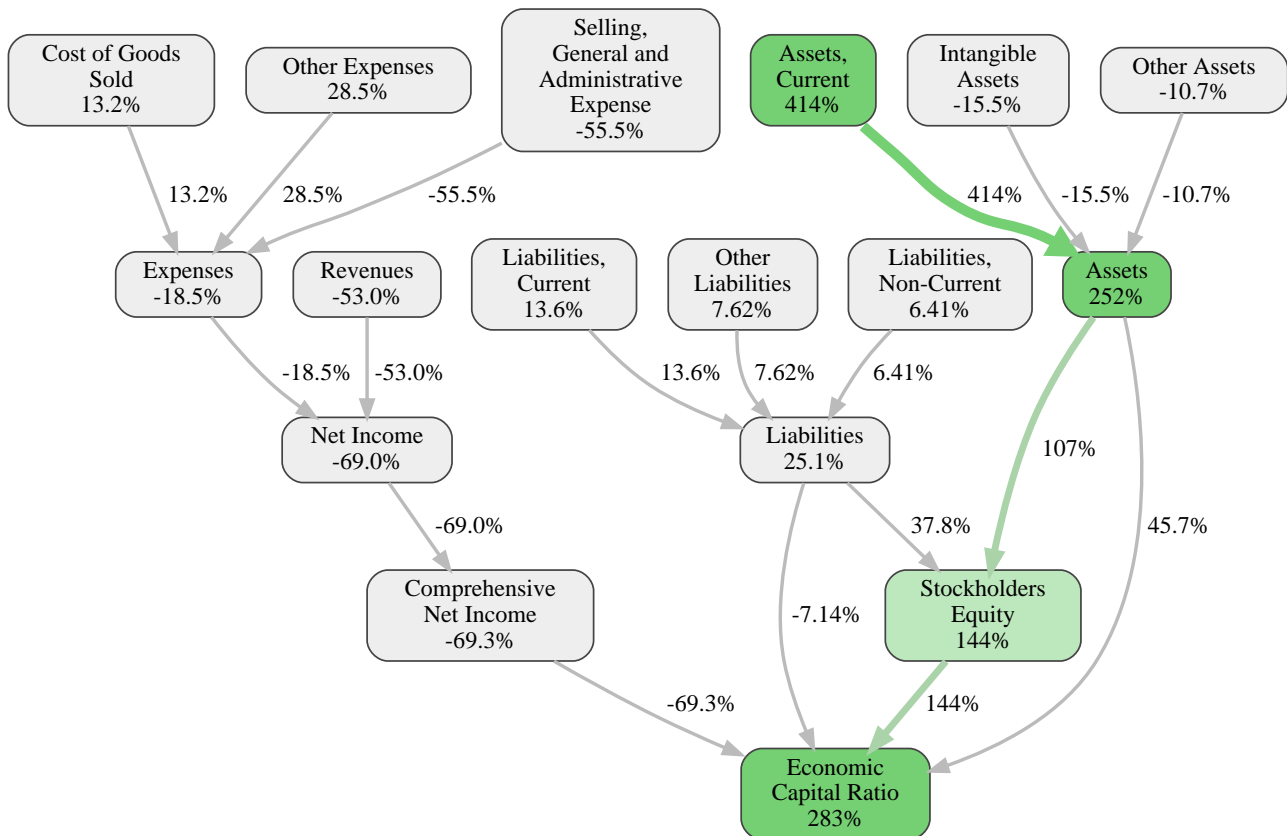 Cost of Goods
Sold
13.2%
Other Expenses
28.5%
Selling,
General and
Administrative
Expense
-55.5%
Assets,
Current
414%
Intangible
Assets
-15.5%
Other Assets
-10.7%
13.2%
28.5%
-55.5%
414%
-15.5%
-10.7%
Expenses
-18.5%
Revenues
-53.0%
Liabilities,
Current
13.6%
Other
Liabilities
7.62%
Liabilities,
Non-Current
6.41%
Assets
252%
-18.5%
-53.0%
13.6%
7.62%
6.41%
Net Income
-69.0%
Liabilities
25.1%
107%
-69.0%
37.8%
45.7%
Comprehensive
Net Income
-69.3%
-7.14%
Stockholders
Equity
144%
-69.3%
144%
Economic
Capital Ratio
283%